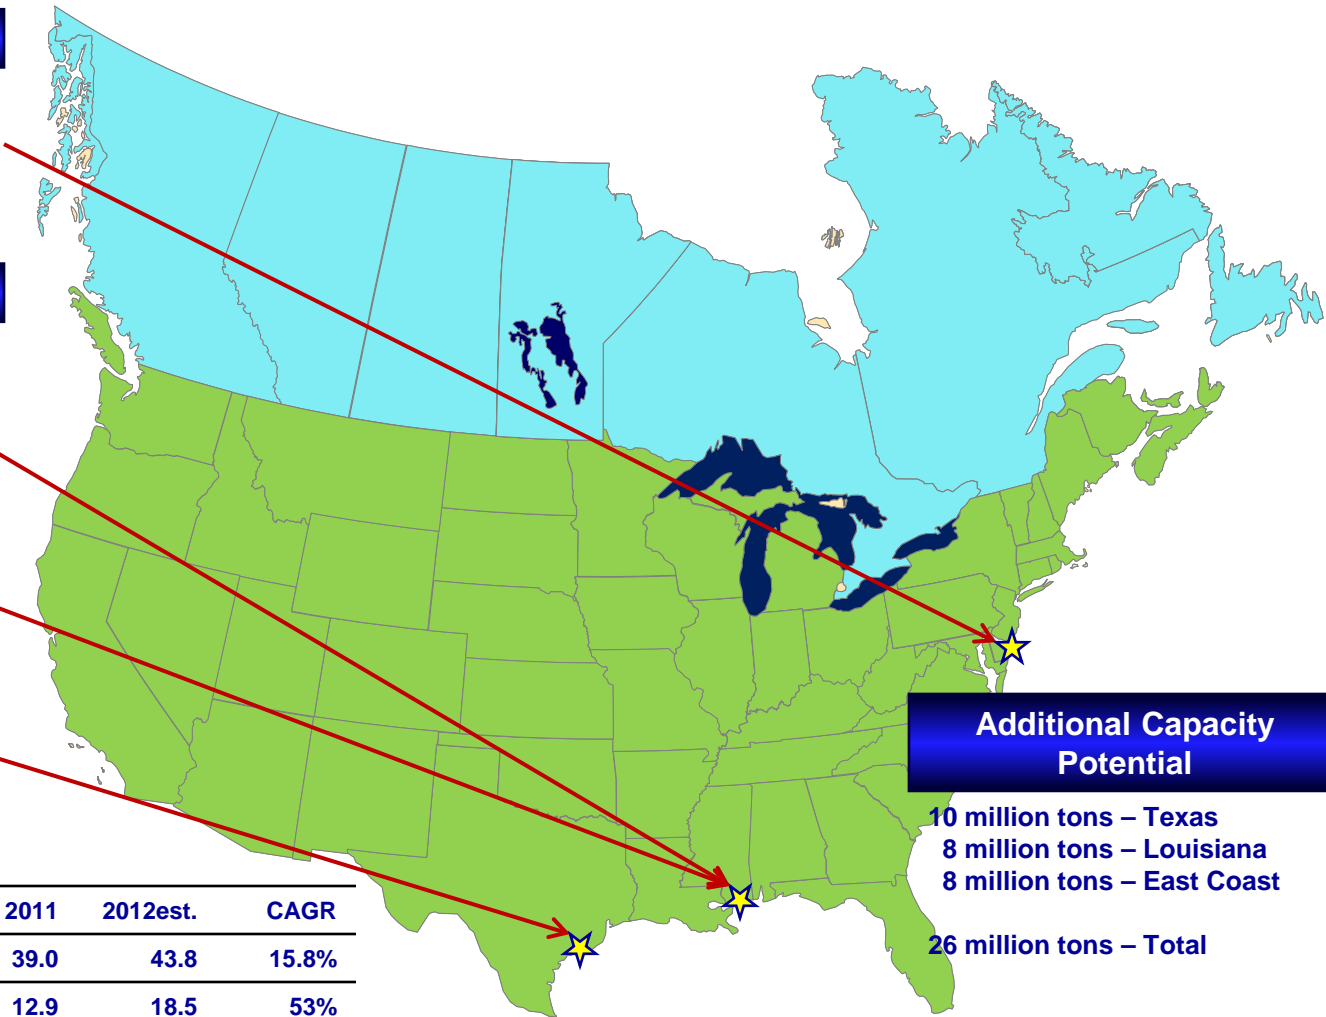 Additional Capacity
Potential
10 million tons – Texas
8 million tons – Louisiana
8 million tons – East Coast
26 million tons – Total
2011 2012est. CAGR
39.0 43.8 15.8%
12.9 18.5 53%